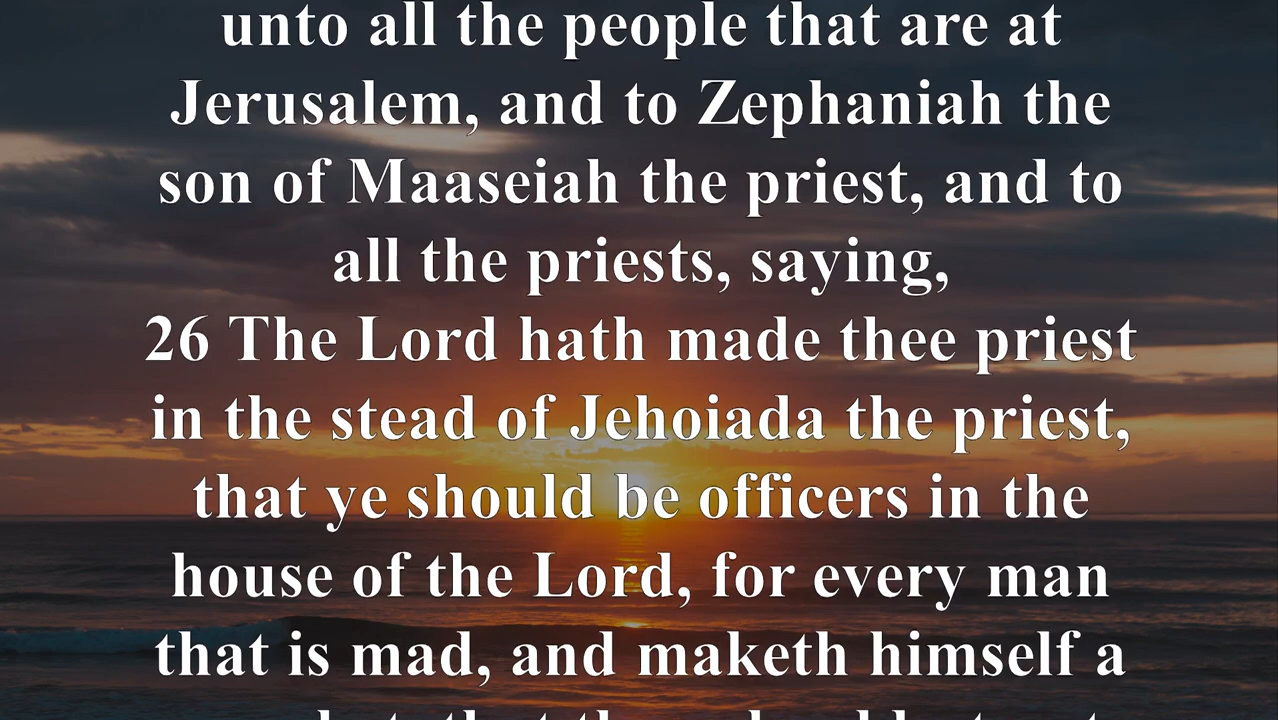 unto all the people that are at
Jerusalem, and to Zephaniah the
son of Maaseiah the priest, and to
all the priests, saying,
26 The Lord hath made thee priest
in the stead of Jehoiada the priest,
that ye should be officers in the
house of the Lord, for every man
that is mad, and maketh himself a